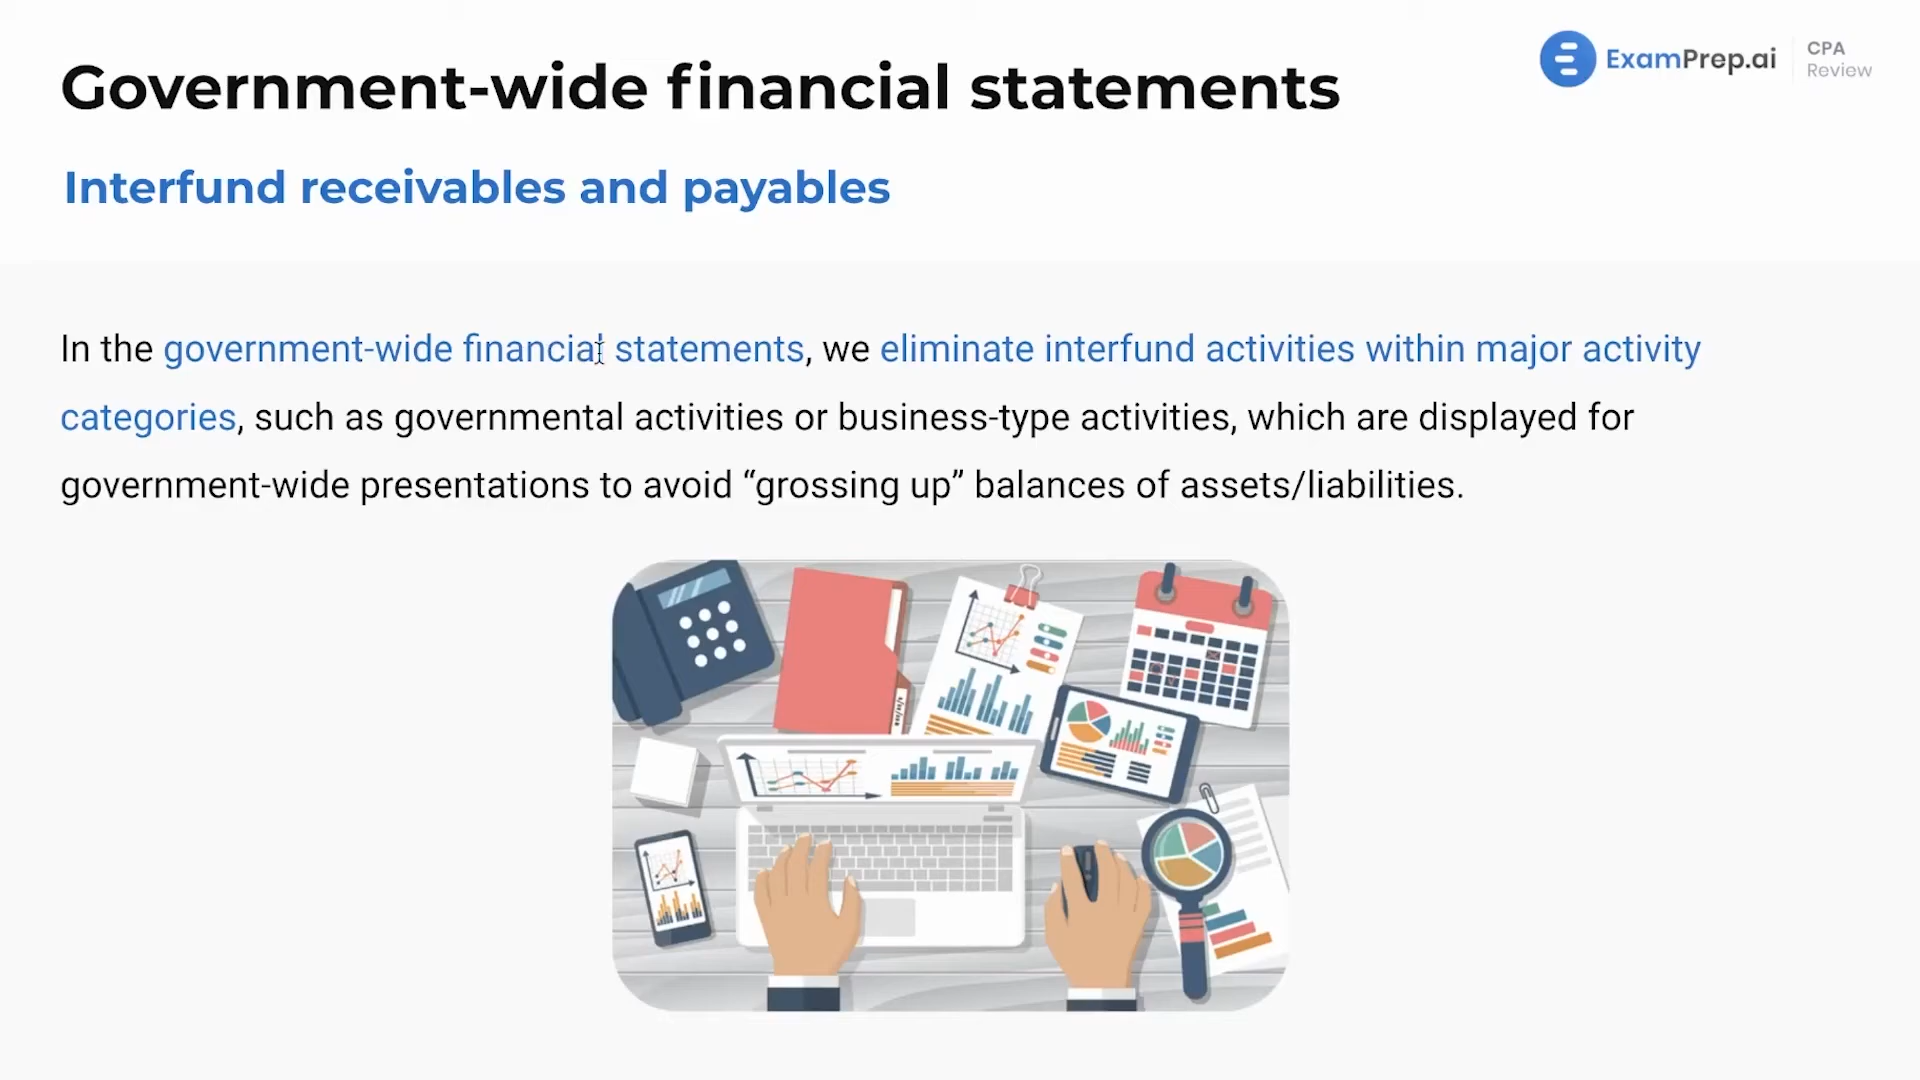 Government-wide financial statements
ExamPrep.ai
CPA
Review
Interfund receivables and payables
In the government-wide financial statements, we eliminate interfund activities within major activity
categories, such as governmental activities or business-type activities, which are displayed for
government-wide presentations to avoid “grossing up” balances of assets/liabilities.